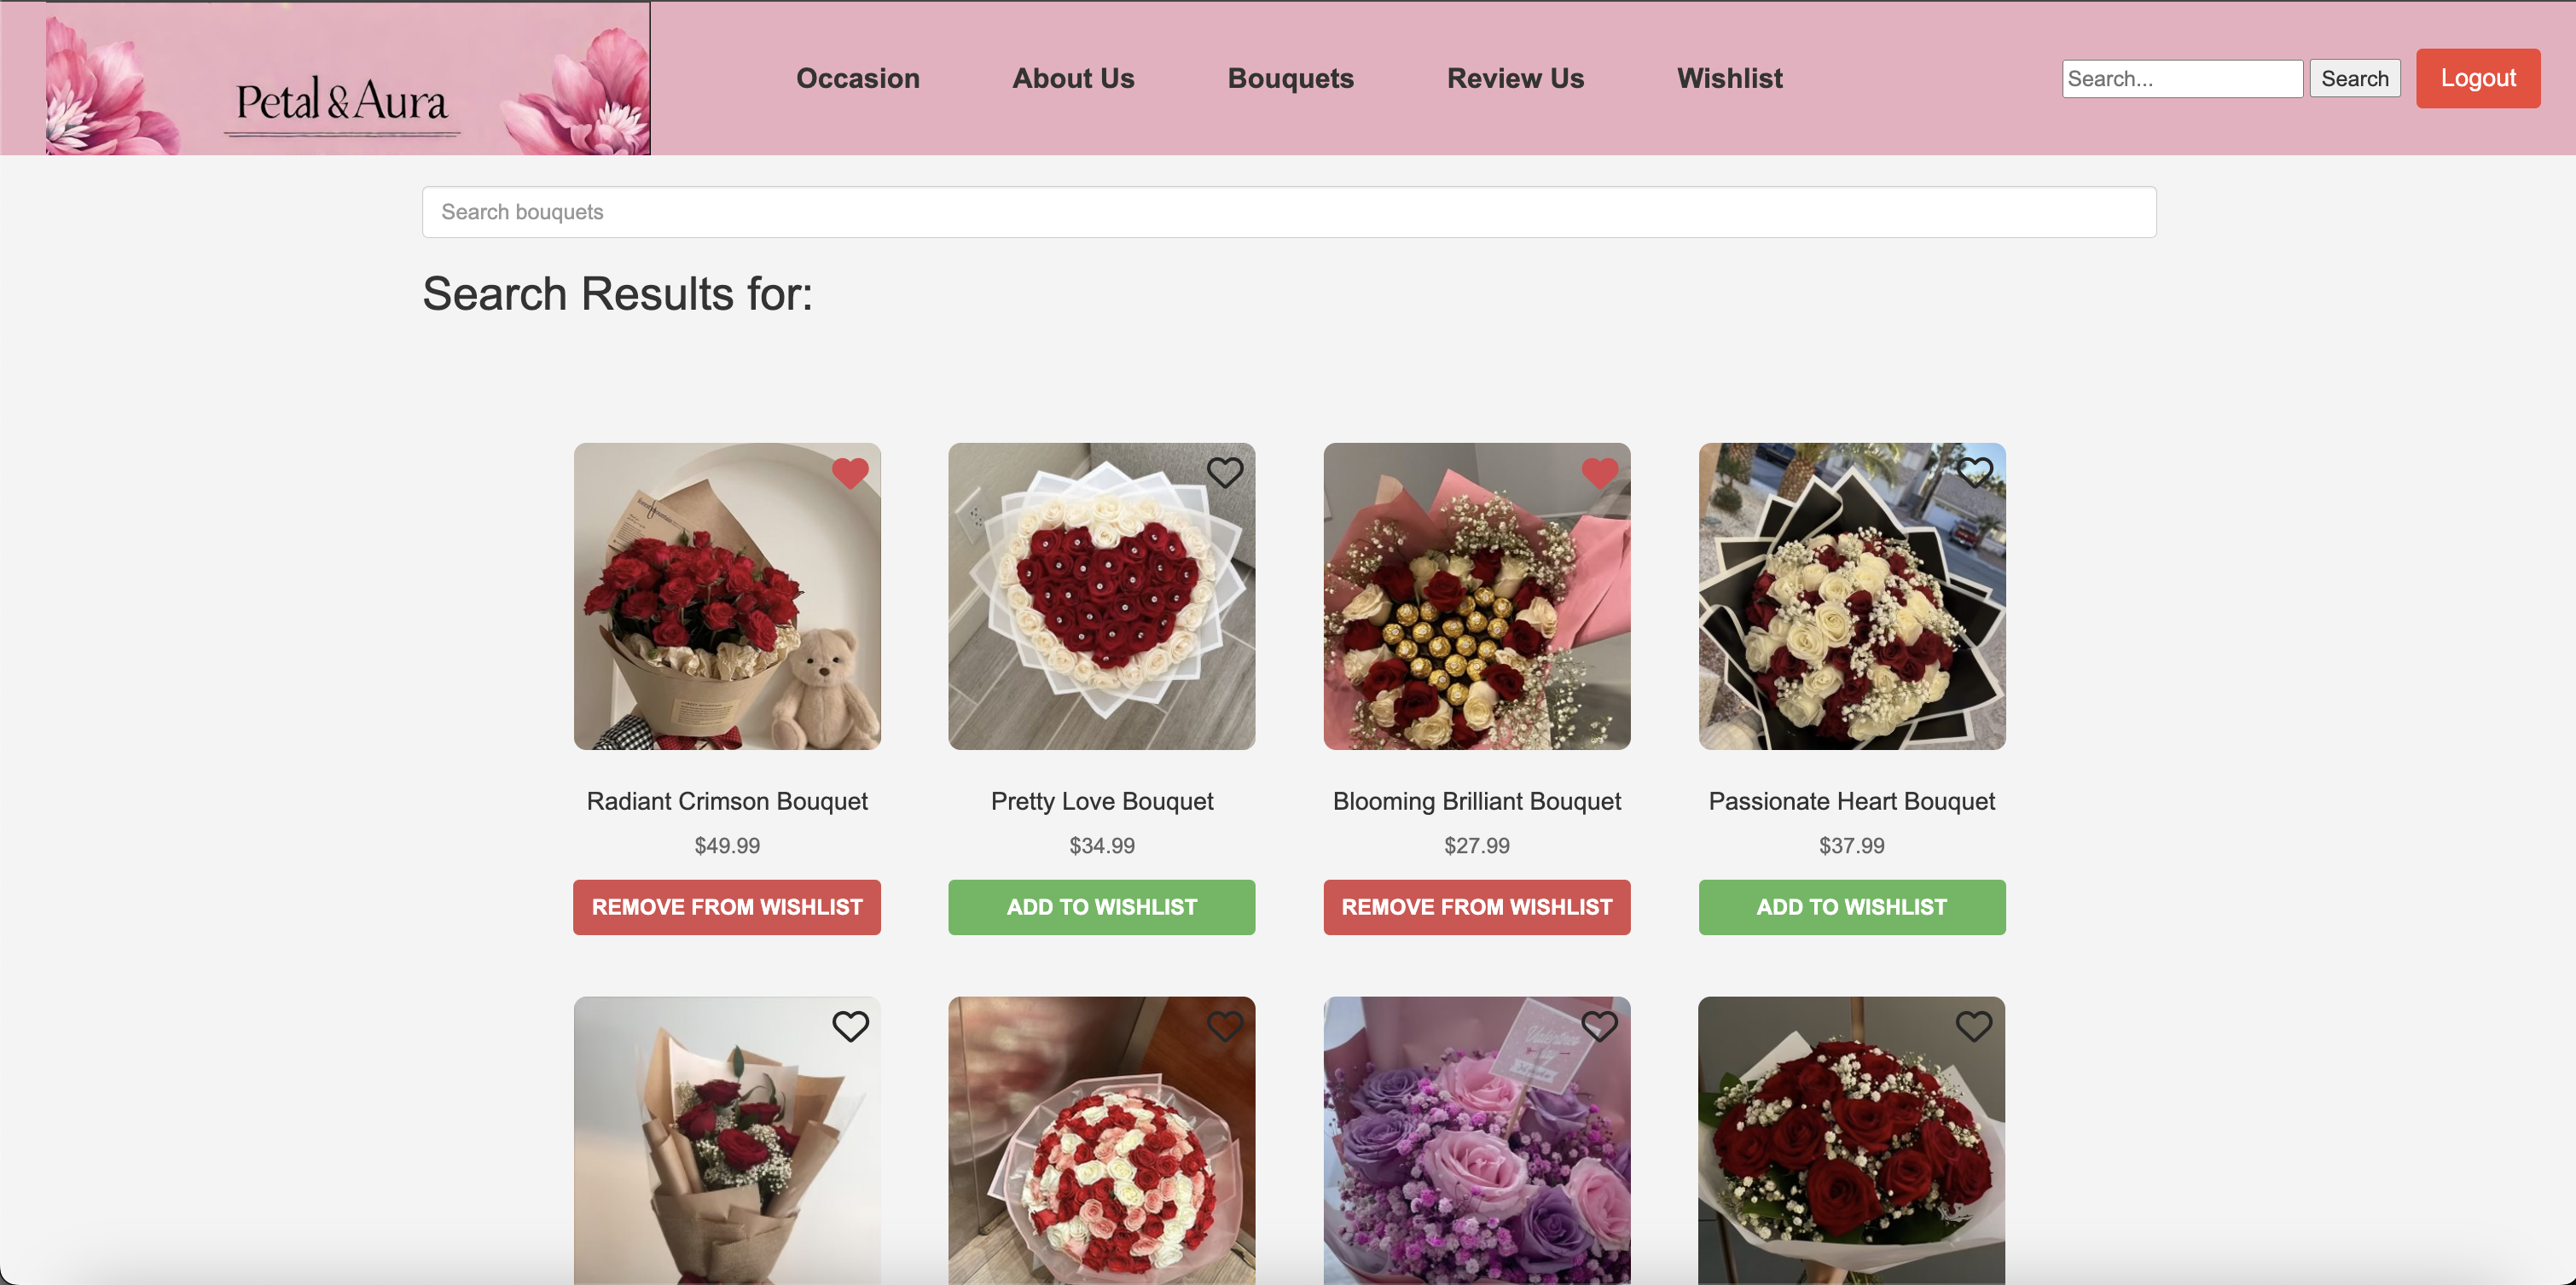 Petal & Aura
Occasion
About Us
Bouquets
Review Us
Wishlist
Search...
Search
Logout
Search bouquets
Search Results for:
Radiant Crimson Bouquet
$49.99
REMOVE FROM WISHLIST
Pretty Love Bouquet
$34.99
ADD TO WISHLIST
Blooming Brilliant Bouquet
$27.99
REMOVE FROM WISHLIST
Passionate Heart Bouquet
$37.99
ADD TO WISHLIST